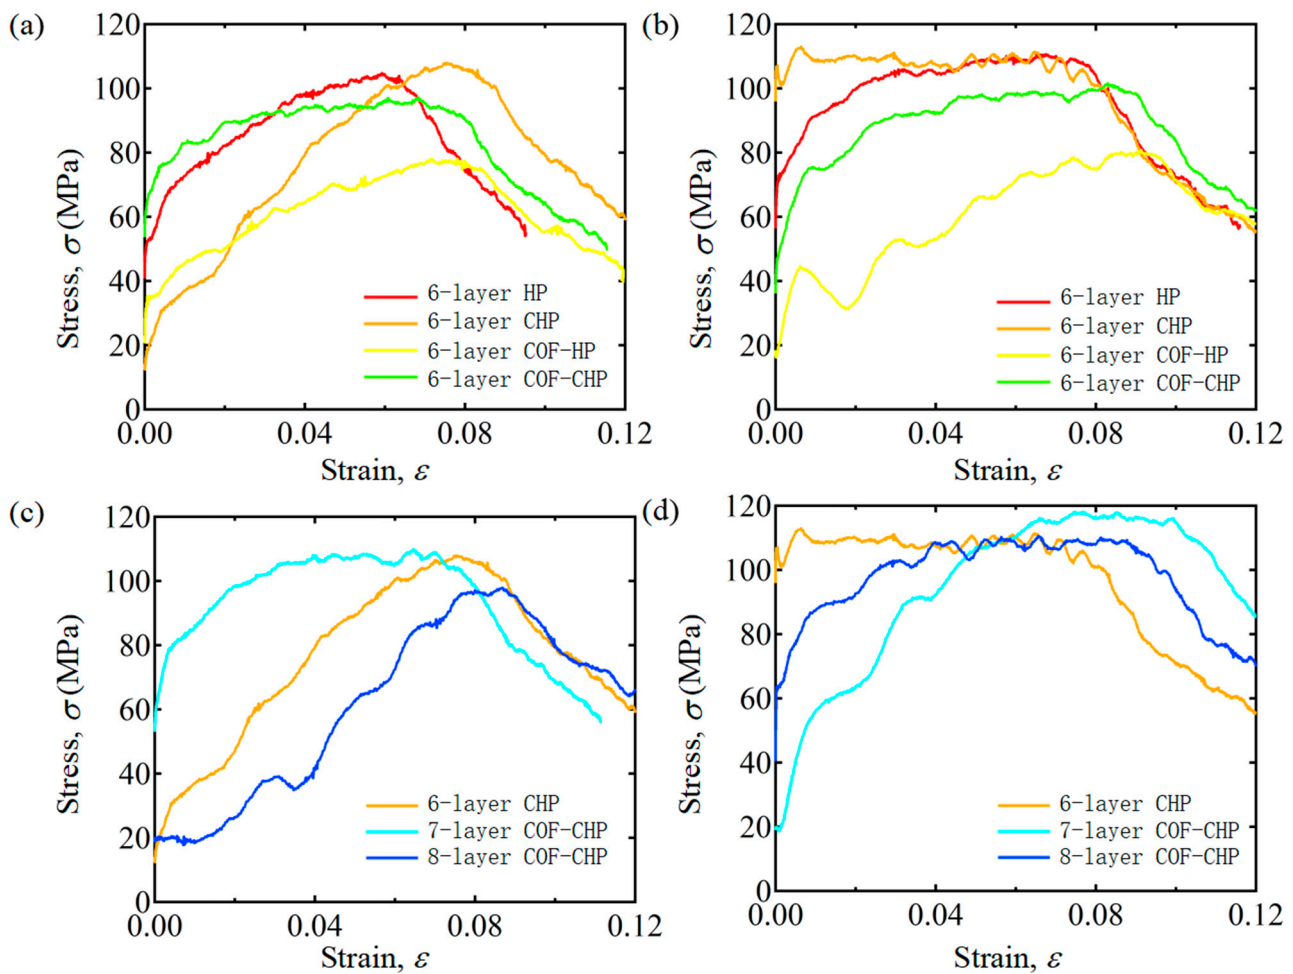 (a)
120
100
80
60
40
20
0
Stress, σ (MPa)
6-layer HP
6-layer CHP
6-layer COF-HP
6-layer COF-CHP
0.00 0.04 0.08 0.12
Strain, ε
(b)
120
100
80
60
40
20
0
Stress, σ (MPa)
6-layer HP
6-layer CHP
6-layer COF-HP
6-layer COF-CHP
0.00 0.04 0.08 0.12
Strain, ε
(c)
120
100
80
60
40
20
0
Stress, σ (MPa)
6-layer CHP
7-layer COF-CHP
8-layer COF-CHP
0.00 0.04 0.08 0.12
Strain, ε
(d)
120
100
80
60
40
20
0
Stress, σ (MPa)
6-layer CHP
7-layer COF-CHP
8-layer COF-CHP
0.00 0.04 0.08 0.12
Strain, ε